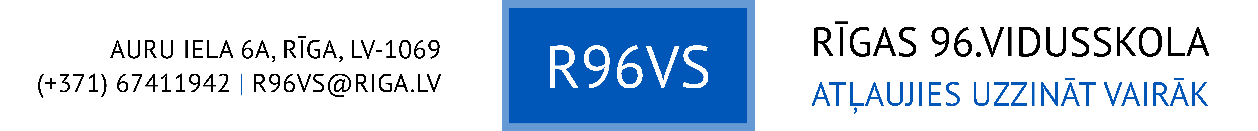 AURU IELA 6A, RĪGA, LV-1069
(+371) 67411942 | R96VS@RIGA.LV
R96VS
RĪGAS 96.VIDUSSKOLA
ATĻAUJIES UZZINĀT VAIRĀK